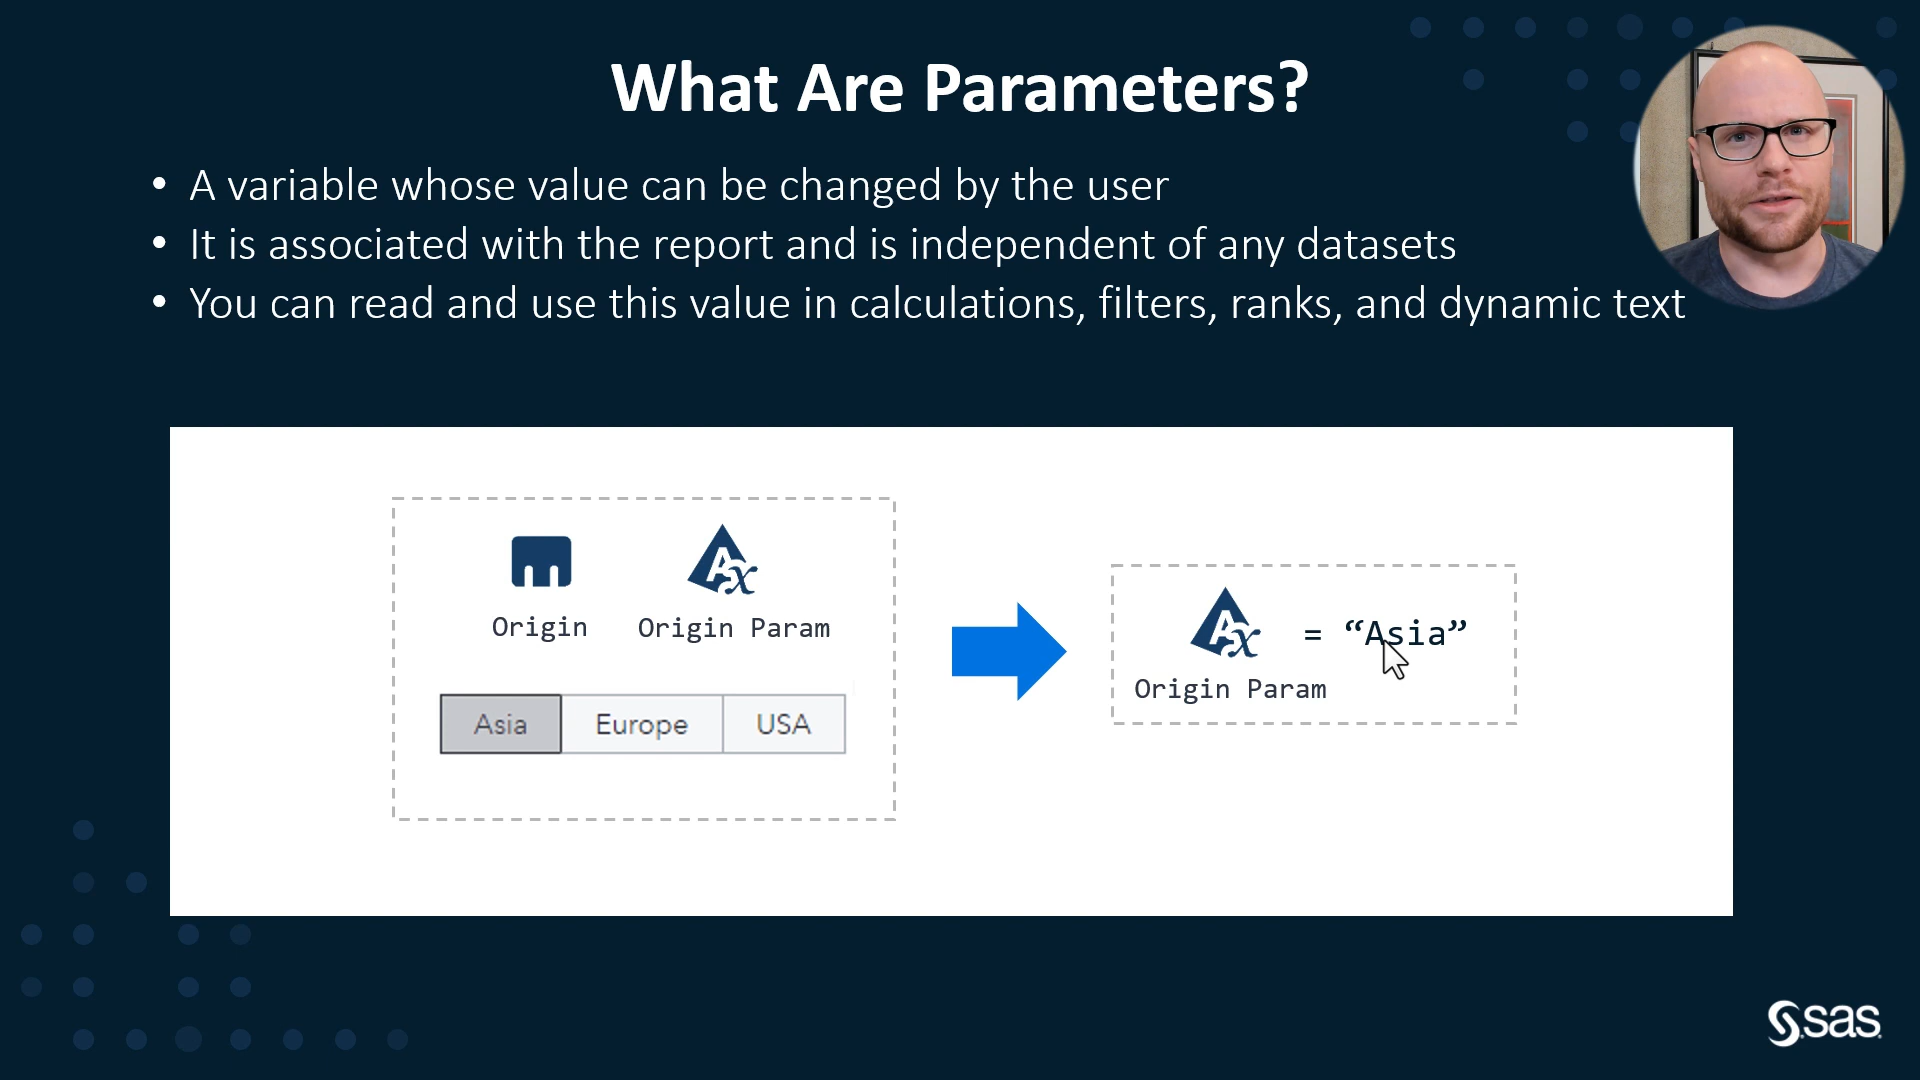 What Are Parameters?
• A variable whose value can be changed by the user
• It is associated with the report and is independent of any datasets
• You can read and use this value in calculations, filters, ranks, and dynamic text
Origin
Origin Param
Asia
Europe
USA
= “Asia”
Origin Param
sas